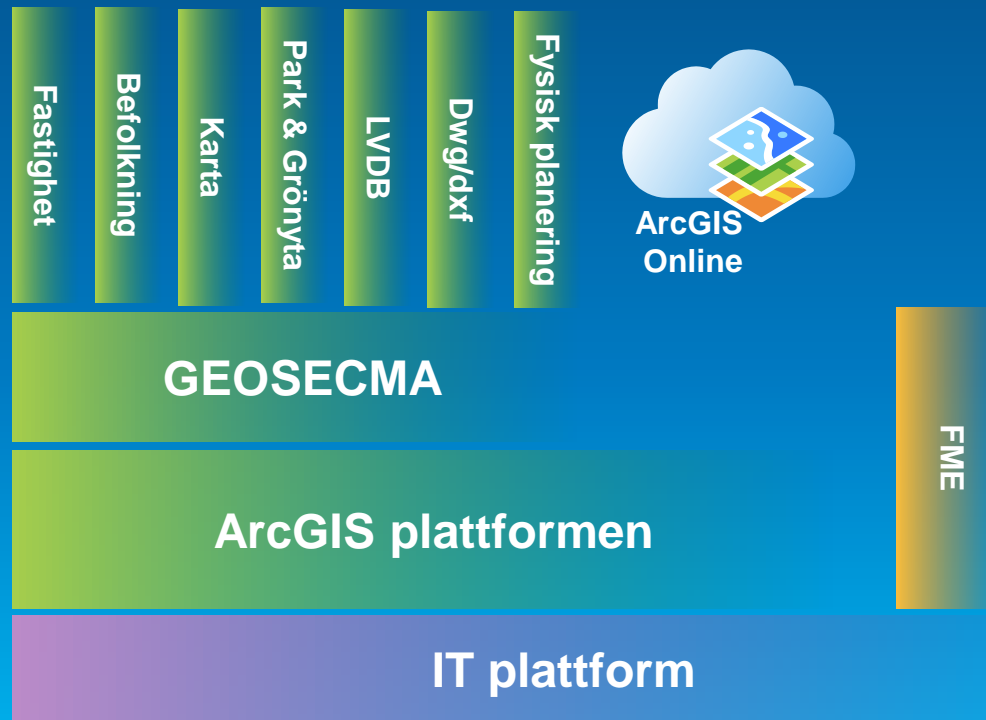 Fastighet
Befolkning
Karta
Park & Grönyta
LVDB
Dwg/dxf
Fysisk planering
ArcGIS
Online
GEOSECMA
FME
ArcGIS plattformen
IT plattform